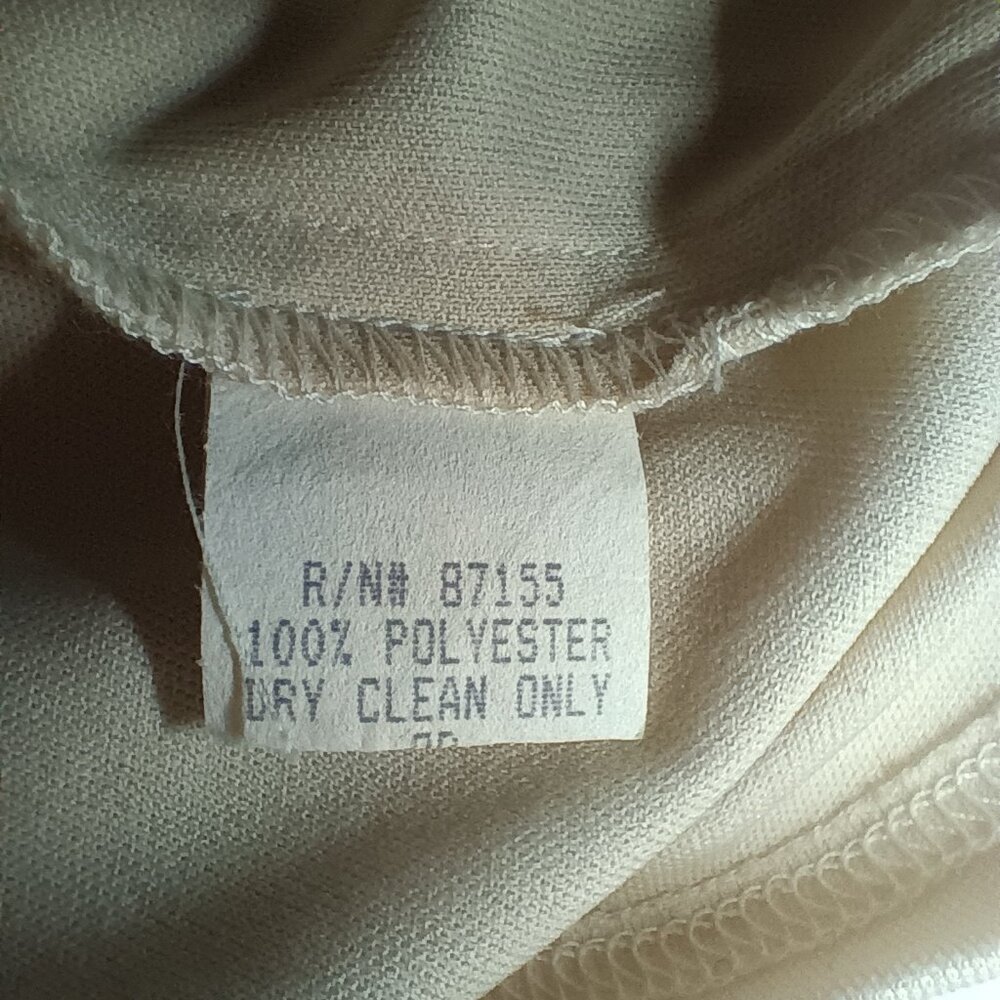 R/N# 87155
100% POLYESTER
DRY CLEAN ONLY